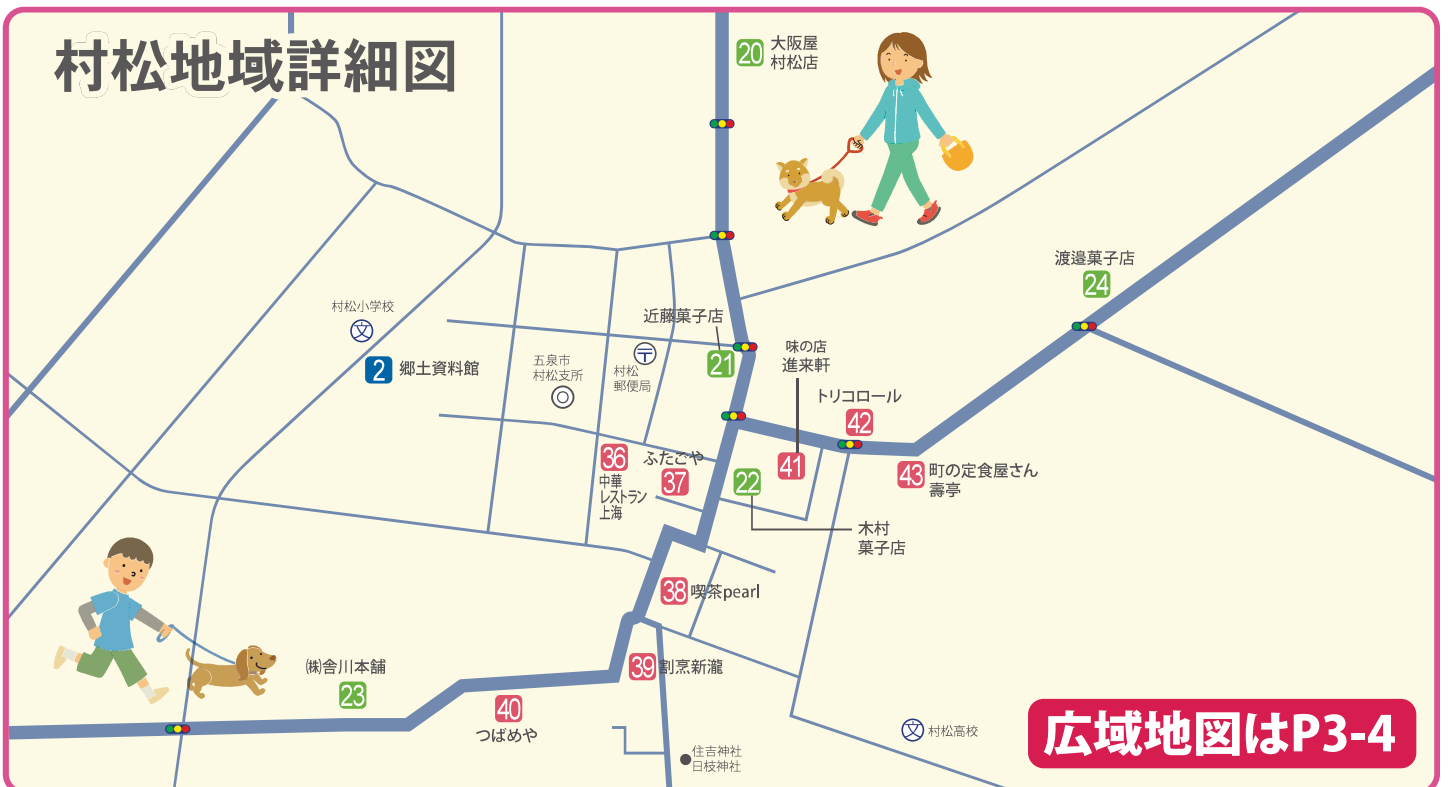 村松地域詳細図
20
大阪屋
村松店
渡邉菓子店
24
村松小学校
文
2
郷土資料館
近藤菓子店
21
五泉市
村松支所
村松
郵便局
味の店
進来軒
41
トリコロール
42
36
中華
レストラン
上海
ふたごや
37
22
木村
菓子店
43
町の定食屋さん
壽亭
38
喫茶pearl
39
割烹新瀧
㈱舎川本舗
23
40
つばめや
住吉神社
日枝神社
文
村松高校
広域地図はP3-4